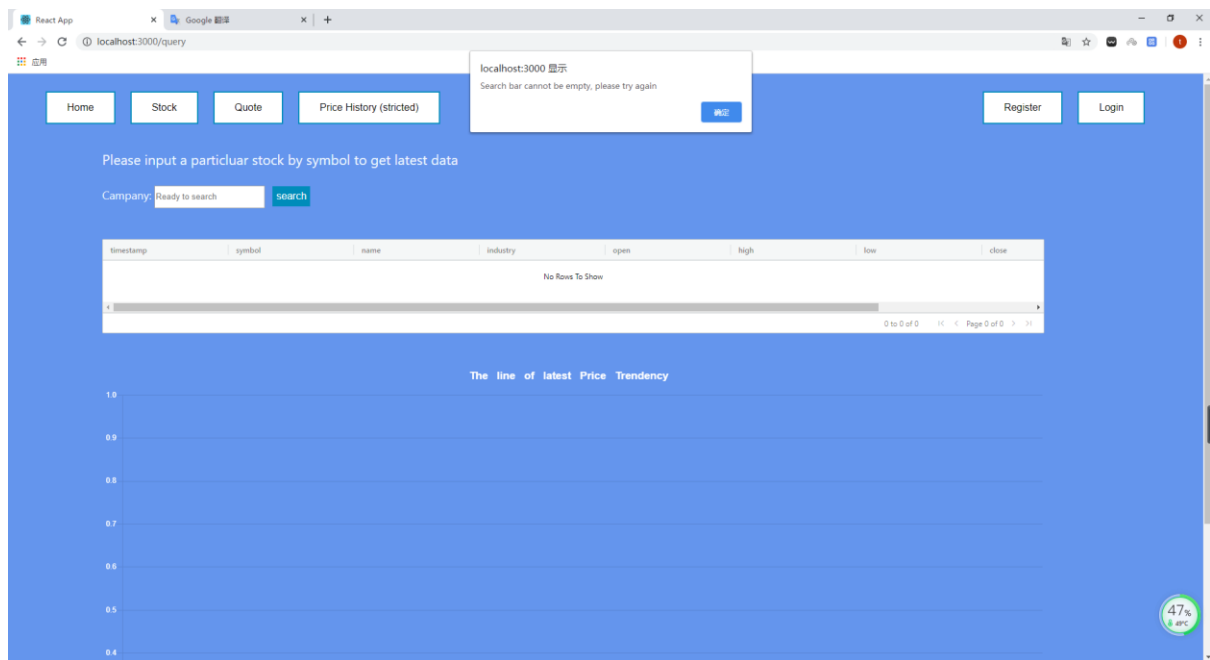 React App
Google 翻译
localhost:3000/query
应用
localhost:3000 显示
Search bar cannot be empty, please try again
确定
Home
Stock
Quote
Price History (stricted)
Register
Login
Please input a particluar stock by symbol to get latest data
Campany: Ready to search search
timestamp symbol name industry open high low close
No Rows To Show
0 to 0 of 0 Page 0 of 0
The line of latest Price Trendency
1.0
0.9
0.8
0.7
0.6
0.5
0.4
47%
49°C